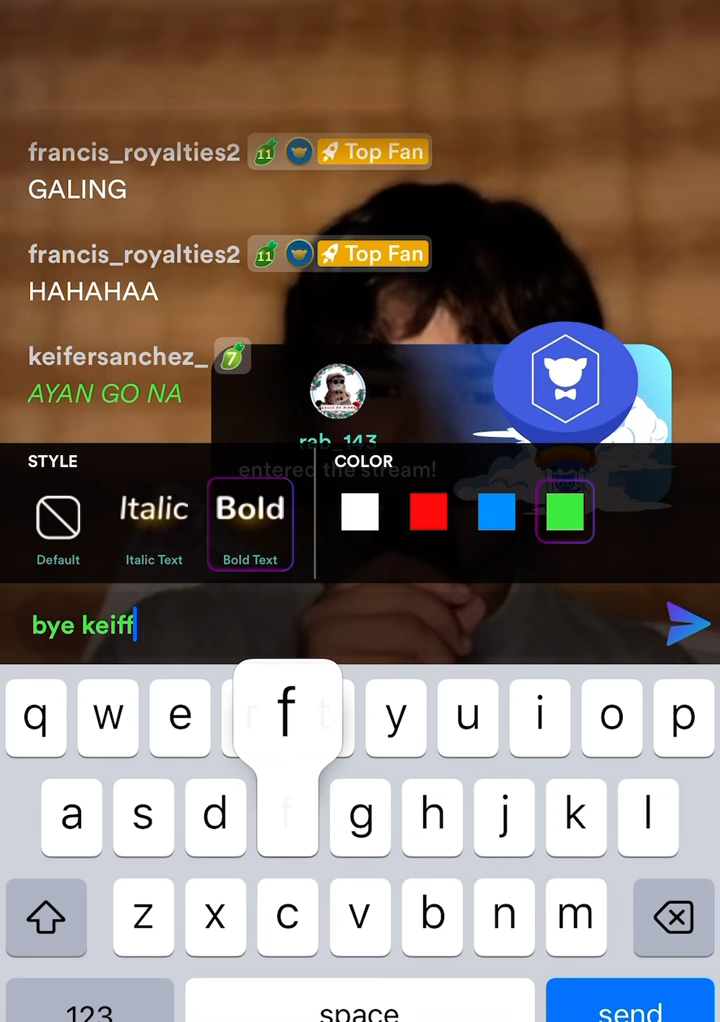 francis_royalties2 11 Top Fan
GALING
francis_royalties2 11 Top Fan
HAHAHAA
keifersanchez_ 7
AYAN GO NA
rab_143
entered the stream!
STYLE COLOR
Italic Bold
Default Italic Text Bold Text
bye keiff
q w e r f t y u i o p
a s d f g h j k l
z x c v b n m
123 space send